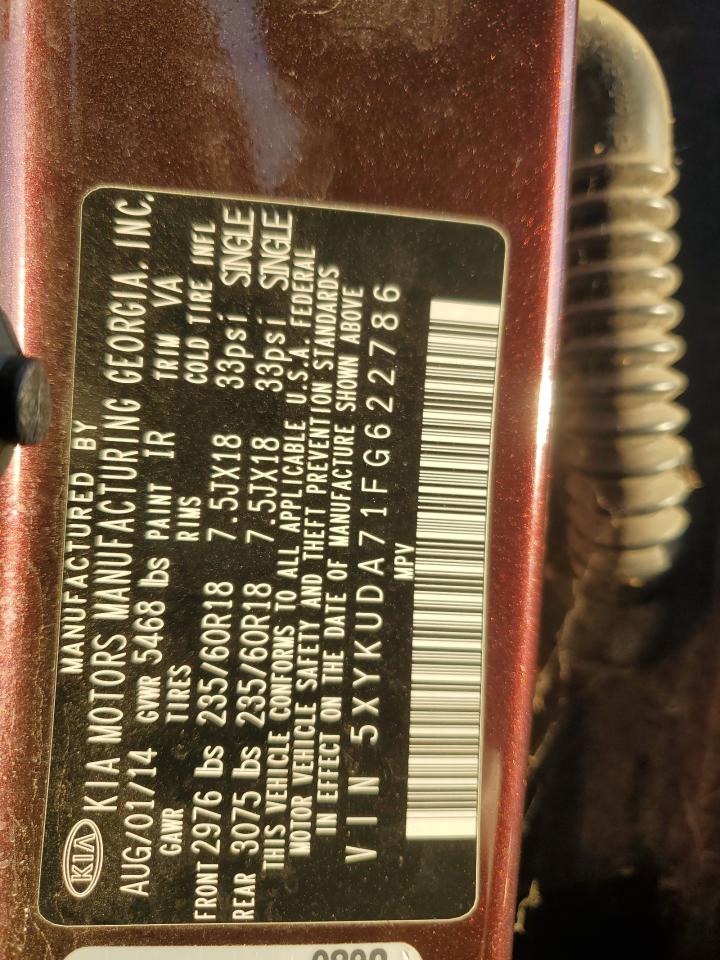 KIA
MANUFACTURED BY
KIA MOTORS MANUFACTURING GEORGIA, INC.
AUG/01/14 GVWR 5468 lbs PAINT IR TRIM VA
GAWR TIRES RIMS COLD TIRE INFL
FRONT 2976 lbs 235/60R18 7.5JX18 33psi SINGLE
REAR 3075 lbs 235/60R18 7.5JX18 33psi SINGLE
THIS VEHICLE CONFORMS TO ALL APPLICABLE U.S.A. FEDERAL
MOTOR VEHICLE SAFETY AND THEFT PREVENTION STANDARDS
IN EFFECT ON THE DATE OF MANUFACTURE SHOWN ABOVE
VIN 5XYKUDA71FG622786
MPV